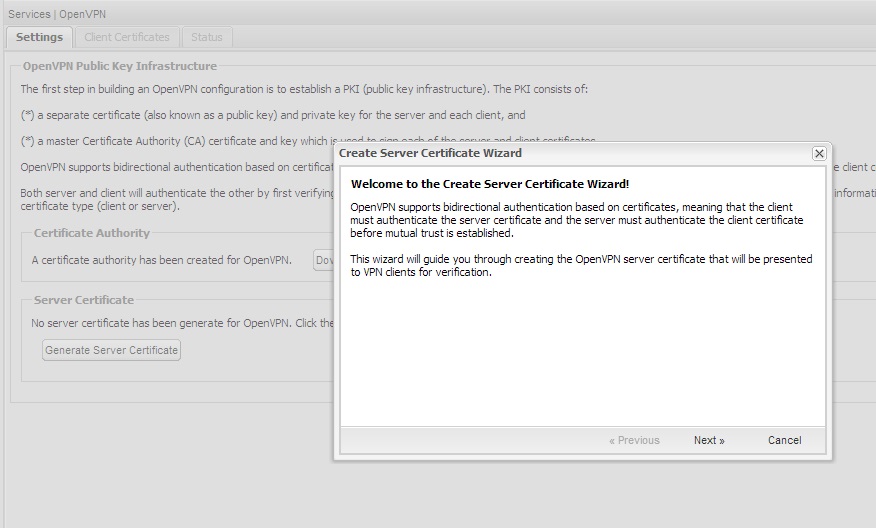 Services | OpenVPN
Settings
Client Certificates
Status
OpenVPN Public Key Infrastructure
The first step in building an OpenVPN configuration is to establish a PKI (public key infrastructure). The PKI consists of:
(*) a separate certificate (also known as a public key) and private key for the server and each client, and
(*) a master Certificate Authority (CA) certificate and key which is used to sign each of the server and client certificates.
OpenVPN supports bidirectional authentication based on
client
Both server and client will authenticate the other by first verifying
certificate type (client or server).
Certificate Authority
A certificate authority has been created for OpenVPN.
Server Certificate
No server certificate has been generate for OpenVPN. Click the
Generate Server Certificate
Create Server Certificate Wizard
Welcome to the Create Server Certificate Wizard!
OpenVPN supports bidirectional authentication based on certificates, meaning that the client
must authenticate the server certificate and the server must authenticate the client certificate
before mutual trust is established.
This wizard will guide you through creating the OpenVPN server certificate that will be presented
to VPN clients for verification.
« Previous
Next »
Cancel